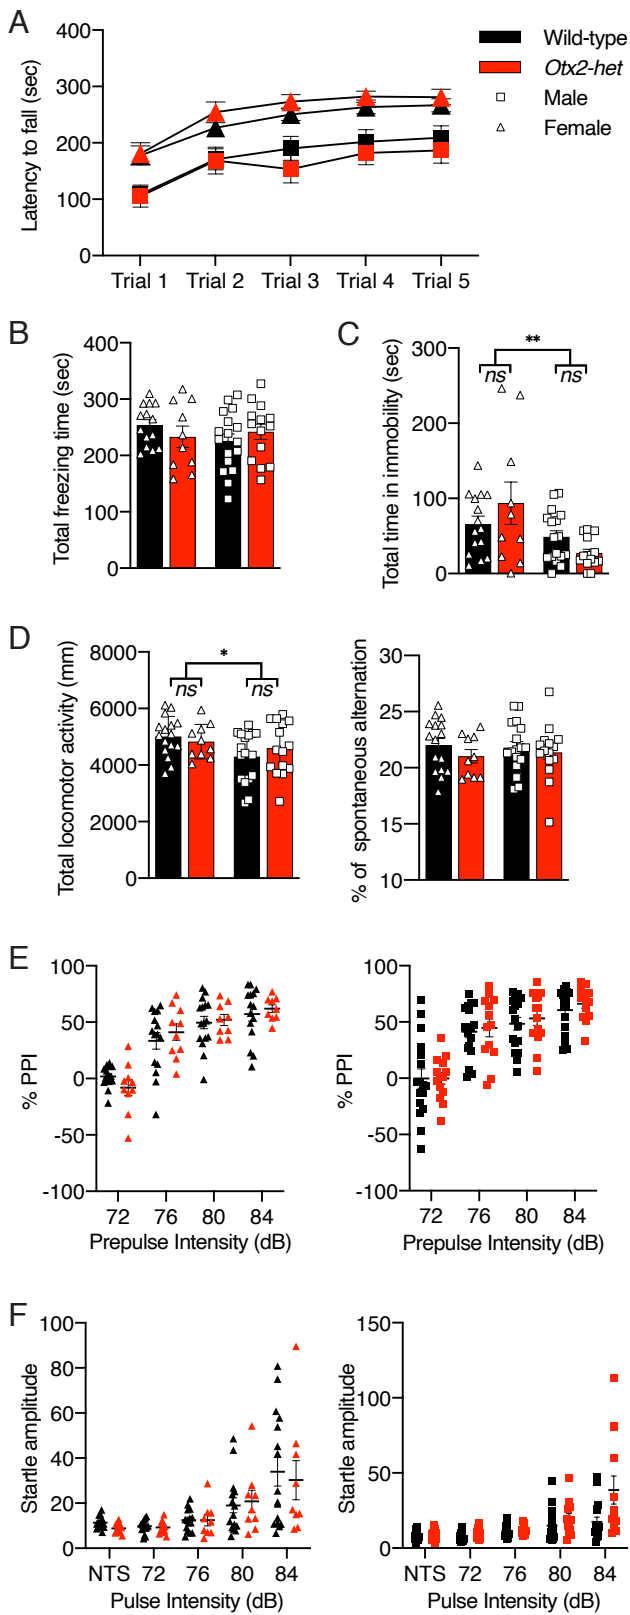 A
Latency to fall (sec)
400
300
200
100
0
Trial 1 Trial 2 Trial 3 Trial 4 Trial 5
Wild-type
Otx2-het
Male
Female
B
Total freezing time (sec)
400
300
200
100
0
C
Total time in immobility (sec)
300
200
100
0
**
ns ns
D
Total locomotor activity (mm)
8000
6000
4000
2000
0
*
ns ns
% of spontaneous alternation
30
25
20
15
10
E
% PPI
100
50
0
-50
-100
72 76 80 84
Prepulse Intensity (dB)
% PPI
100
50
0
-50
-100
72 76 80 84
Prepulse Intensity (dB)
F
Startle amplitude
100
80
60
40
20
0
NTS 72 76 80 84
Pulse Intensity (dB)
Startle amplitude
150
100
50
0
NTS 72 76 80 84
Pulse Intensity (dB)